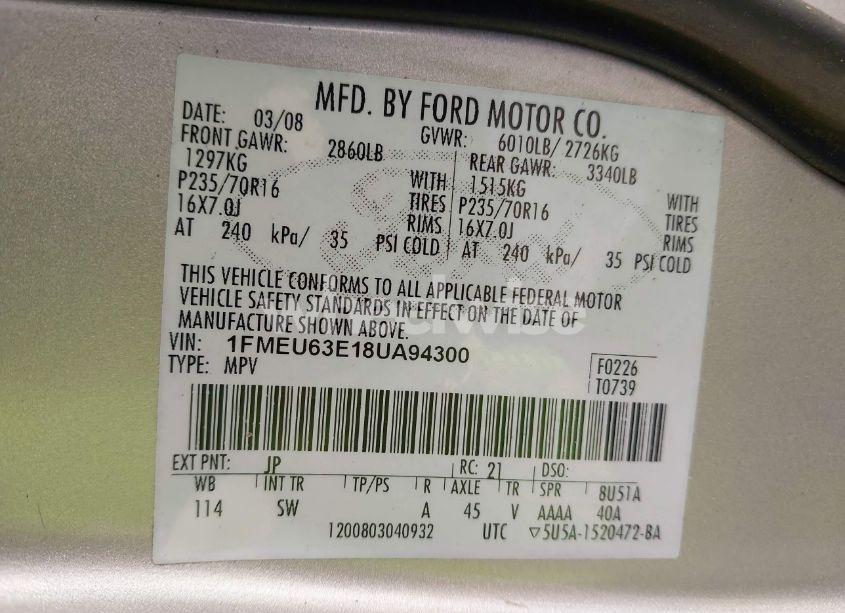 MFD. BY FORD MOTOR CO.
DATE: 03/08 GVWR: 6010LB/ 2726KG
FRONT GAWR: 2860LB REAR GAWR: 3340LB
1297KG WITH 1515KG WITH
P235/70R16 TIRES P235/70R16 TIRES
16X7.0J RIMS 16X7.0J RIMS
AT 240 kPa/ 35 PSI COLD AT 240 kPa/ 35 PSI COLD
THIS VEHICLE CONFORMS TO ALL APPLICABLE FEDERAL MOTOR
VEHICLE SAFETY STANDARDS IN EFFECT ON THE DATE OF
MANUFACTURE SHOWN ABOVE.
VIN: 1FMEU63E18UA94300
TYPE: MPV
F0226
T0739
EXT PNT: JP RC: 21 DSO:
WB INT TR TP/PS R AXLE TR SPR 8U51A
114 SW A 45 V AAAA 40A
1200803040932 UTC ▽5U5A-1520472-BA